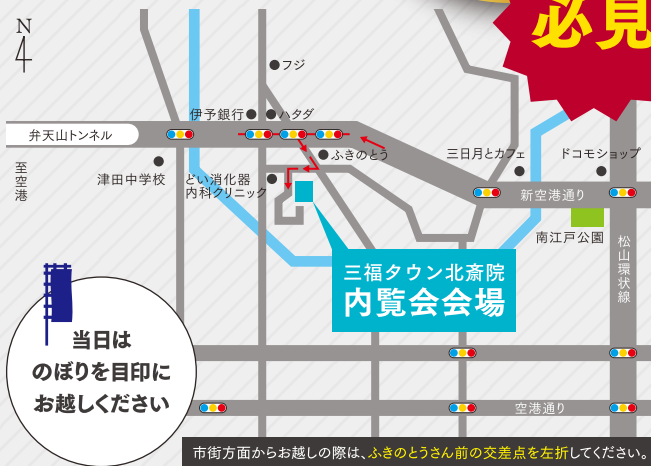 必見
N
フジ
伊予銀行
ハタダ
弁天山トンネル
ふきのとう
三日月とカフェ
ドコモショップ
至空港
津田中学校
どい消化器
内科クリニック
新空港通り
南江戸公園
松山環状線
三福タウン北斎院
内覧会会場
当日は
のぼりを目印に
お越しください
空港通り
市街方面からお越しの際は、ふきのとうさん前の交差点を左折してください。